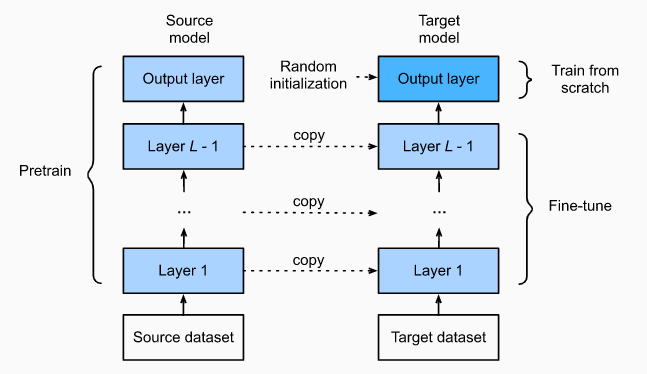 Source
model
Target
model
Output layer
Random
initialization
Output layer
Train from
scratch
Layer L - 1
copy
Layer L - 1
Pretrain
...
copy
...
Fine-tune
Layer 1
copy
Layer 1
Source dataset
Target dataset